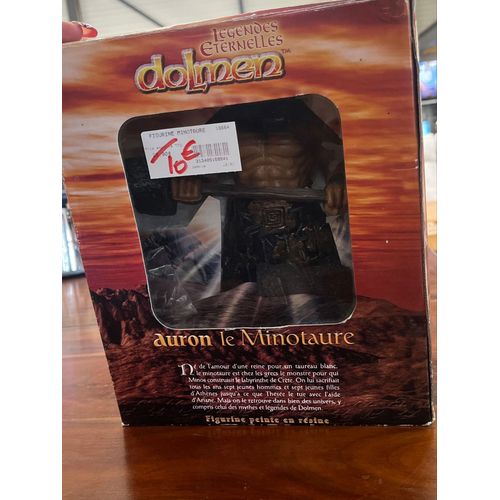 Légendes
Eternelles
dolmen™
FIGURINE MINOTAURE
10€
auron le Minotaure
Né de l'amour d'une reine pour un taureau blanc,
le minotaure est chez les grecs le monstre pour qui
Minos construisit le labyrinthe de Crète. On lui sacrifiait
tous les ans sept jeunes hommes et sept jeunes filles
d'Athènes jusqu'a ce que Thésée le tue avec l'aide
d'Ariane. Mais on le retrouve dans bien des univers, y
compris celui des mythes et légendes de Dolmen.
Figurine peinte en résine